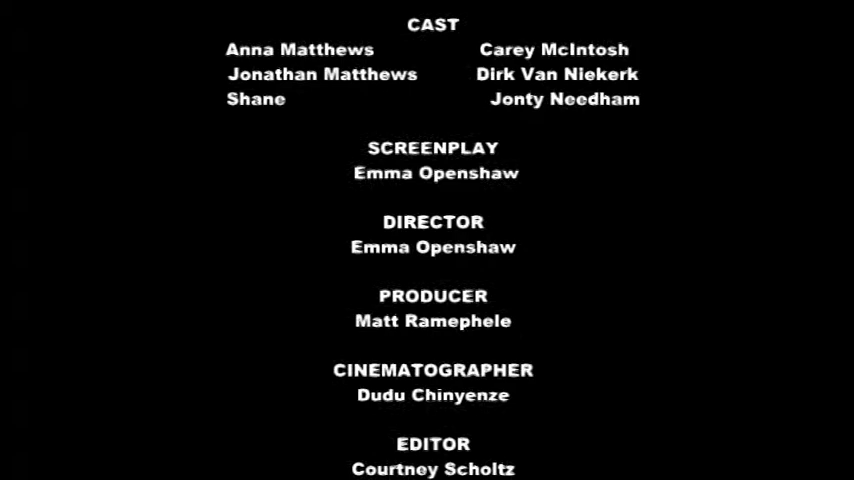 CAST
Anna Matthews Carey McIntosh
Jonathan Matthews Dirk Van Niekerk
Shane Jonty Needham
SCREENPLAY
Emma Openshaw
DIRECTOR
Emma Openshaw
PRODUCER
Matt Ramephele
CINEMATOGRAPHER
Dudu Chinyenze
EDITOR
Courtney Scholtz